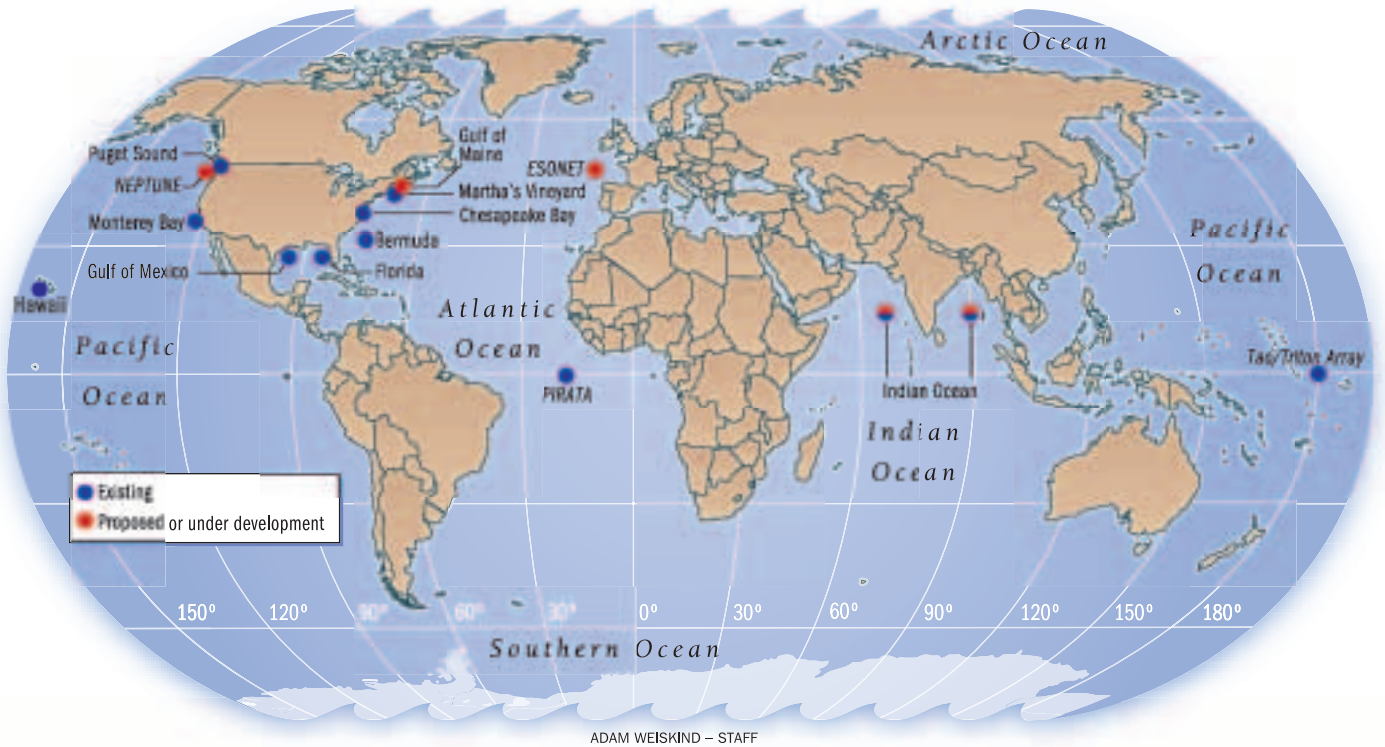 Arctic Ocean
Puget Sound
NEPTUNE
Monterey Bay
Gulf of Mexico
Hawaii
Gulf of
Maine
Martha's Vineyard
Chesapeake Bay
Bermuda
Florida
ESONET
Atlantic
Ocean
PIRATA
Pacific
Ocean
Pacific
Ocean
Tao/Triton Array
Indian Ocean
Indian
Ocean
Existing
Proposed or under development
150° 120° 90° 60° 30° 0° 30° 60° 90° 120° 150° 180°
Southern Ocean
ADAM WEISKIND – STAFF